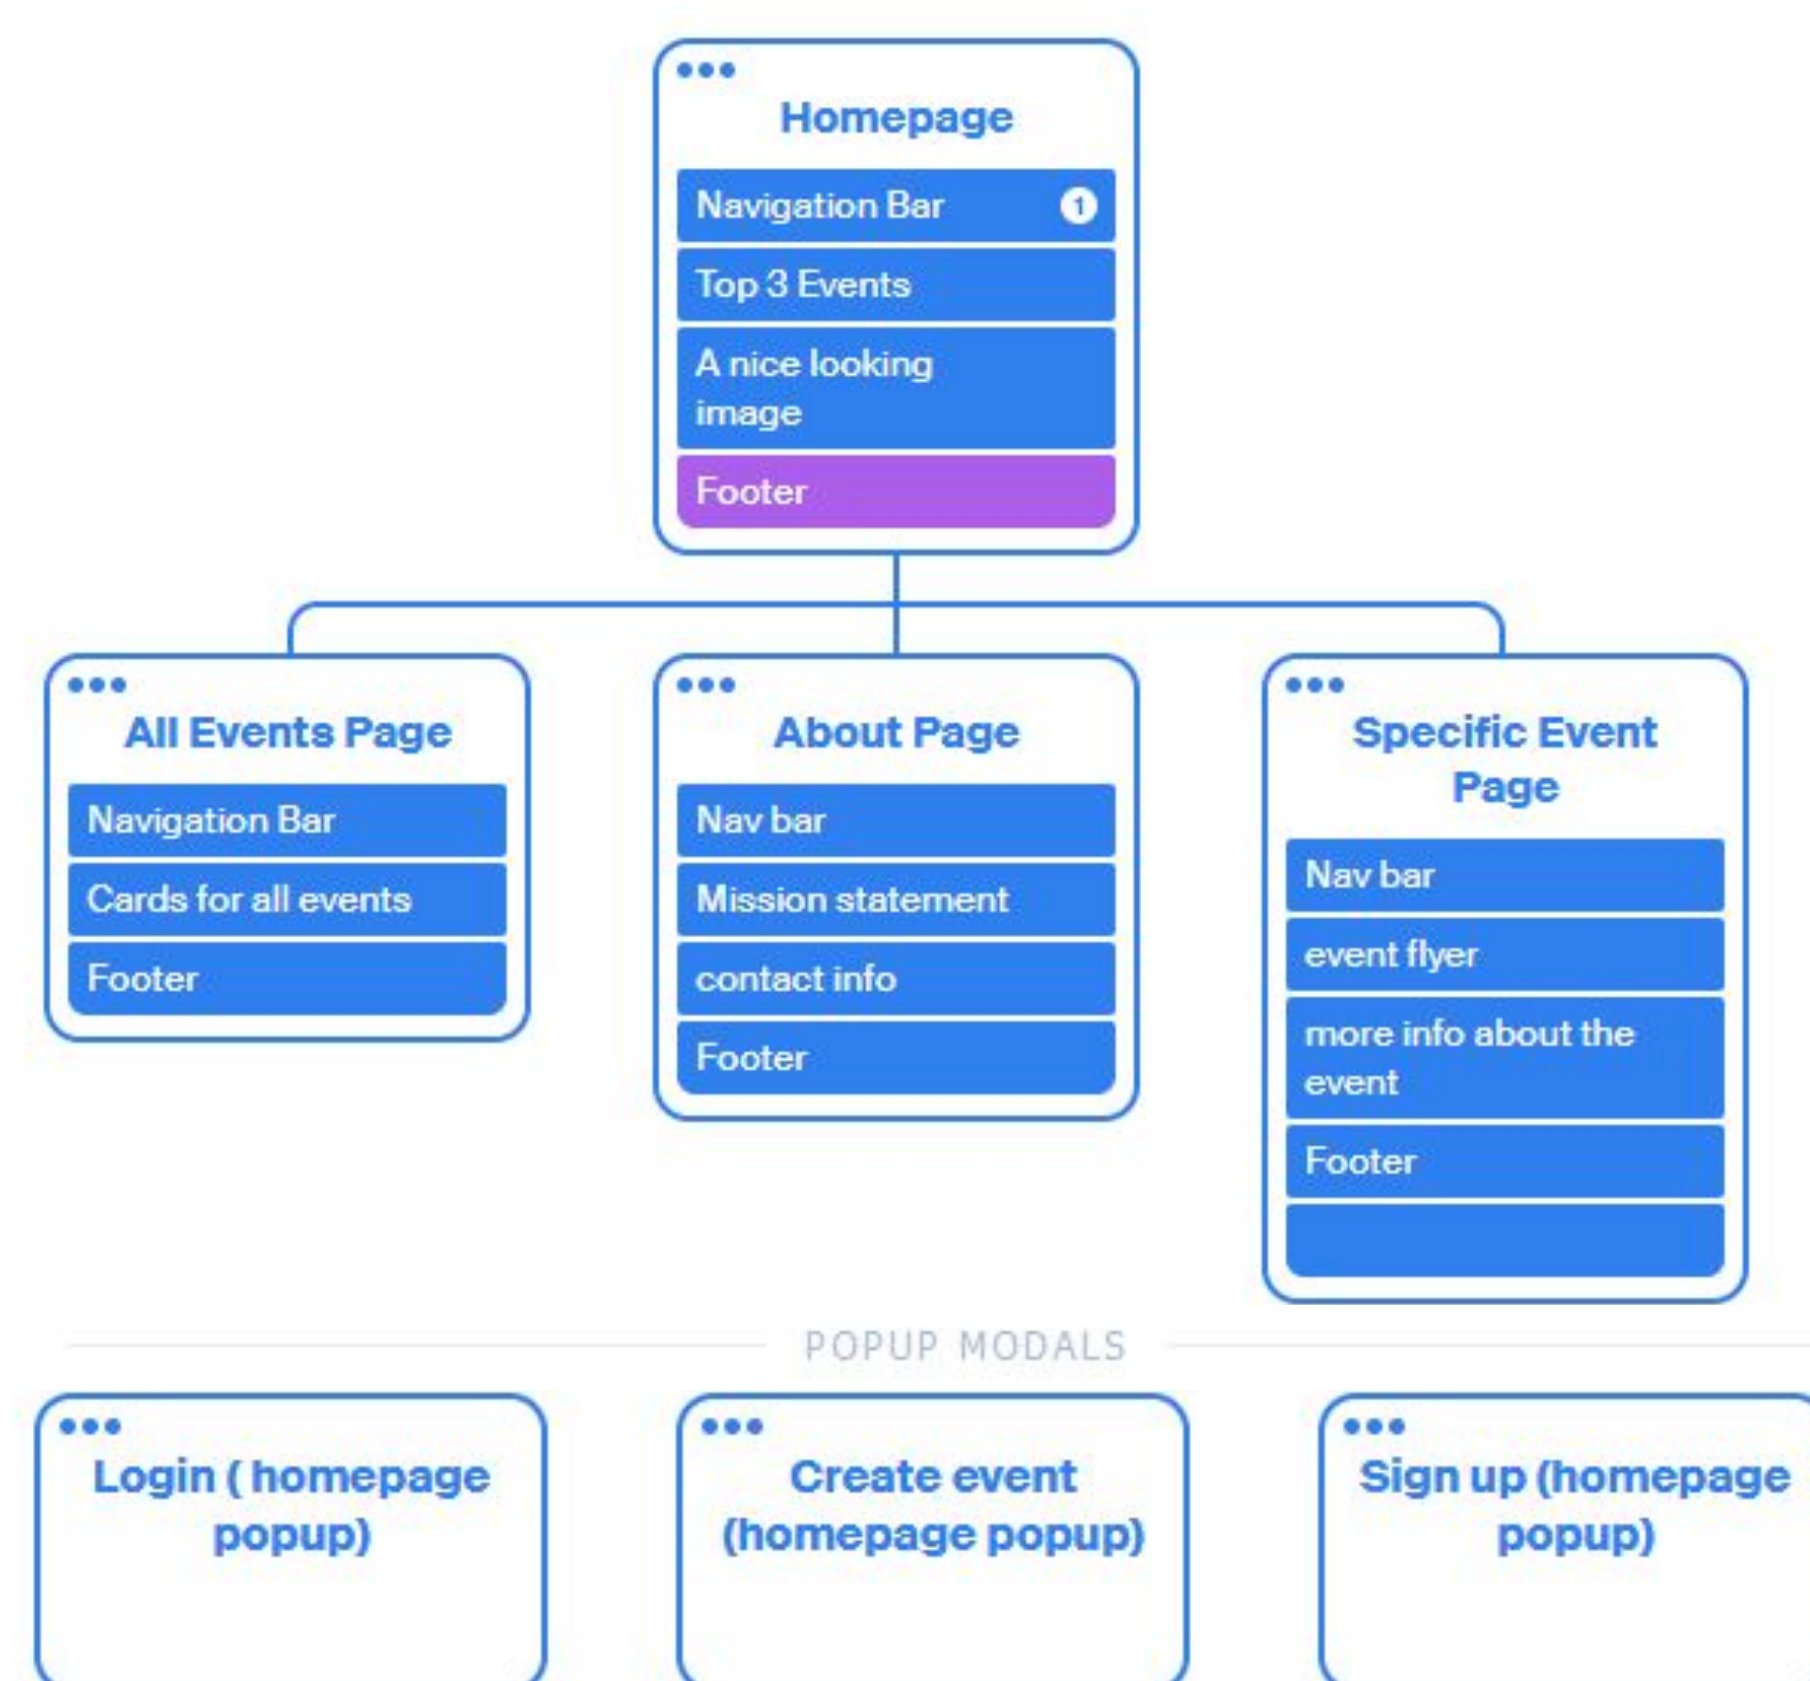 Homepage
Navigation Bar 1
Top 3 Events
A nice looking
image
Footer
All Events Page
Navigation Bar
Cards for all events
Footer
About Page
Nav bar
Mission statement
contact info
Footer
Specific Event
Page
Nav bar
event flyer
more info about the
event
Footer
POPUP MODALS
Login ( homepage
popup)
Create event
(homepage popup)
Sign up (homepage
popup)